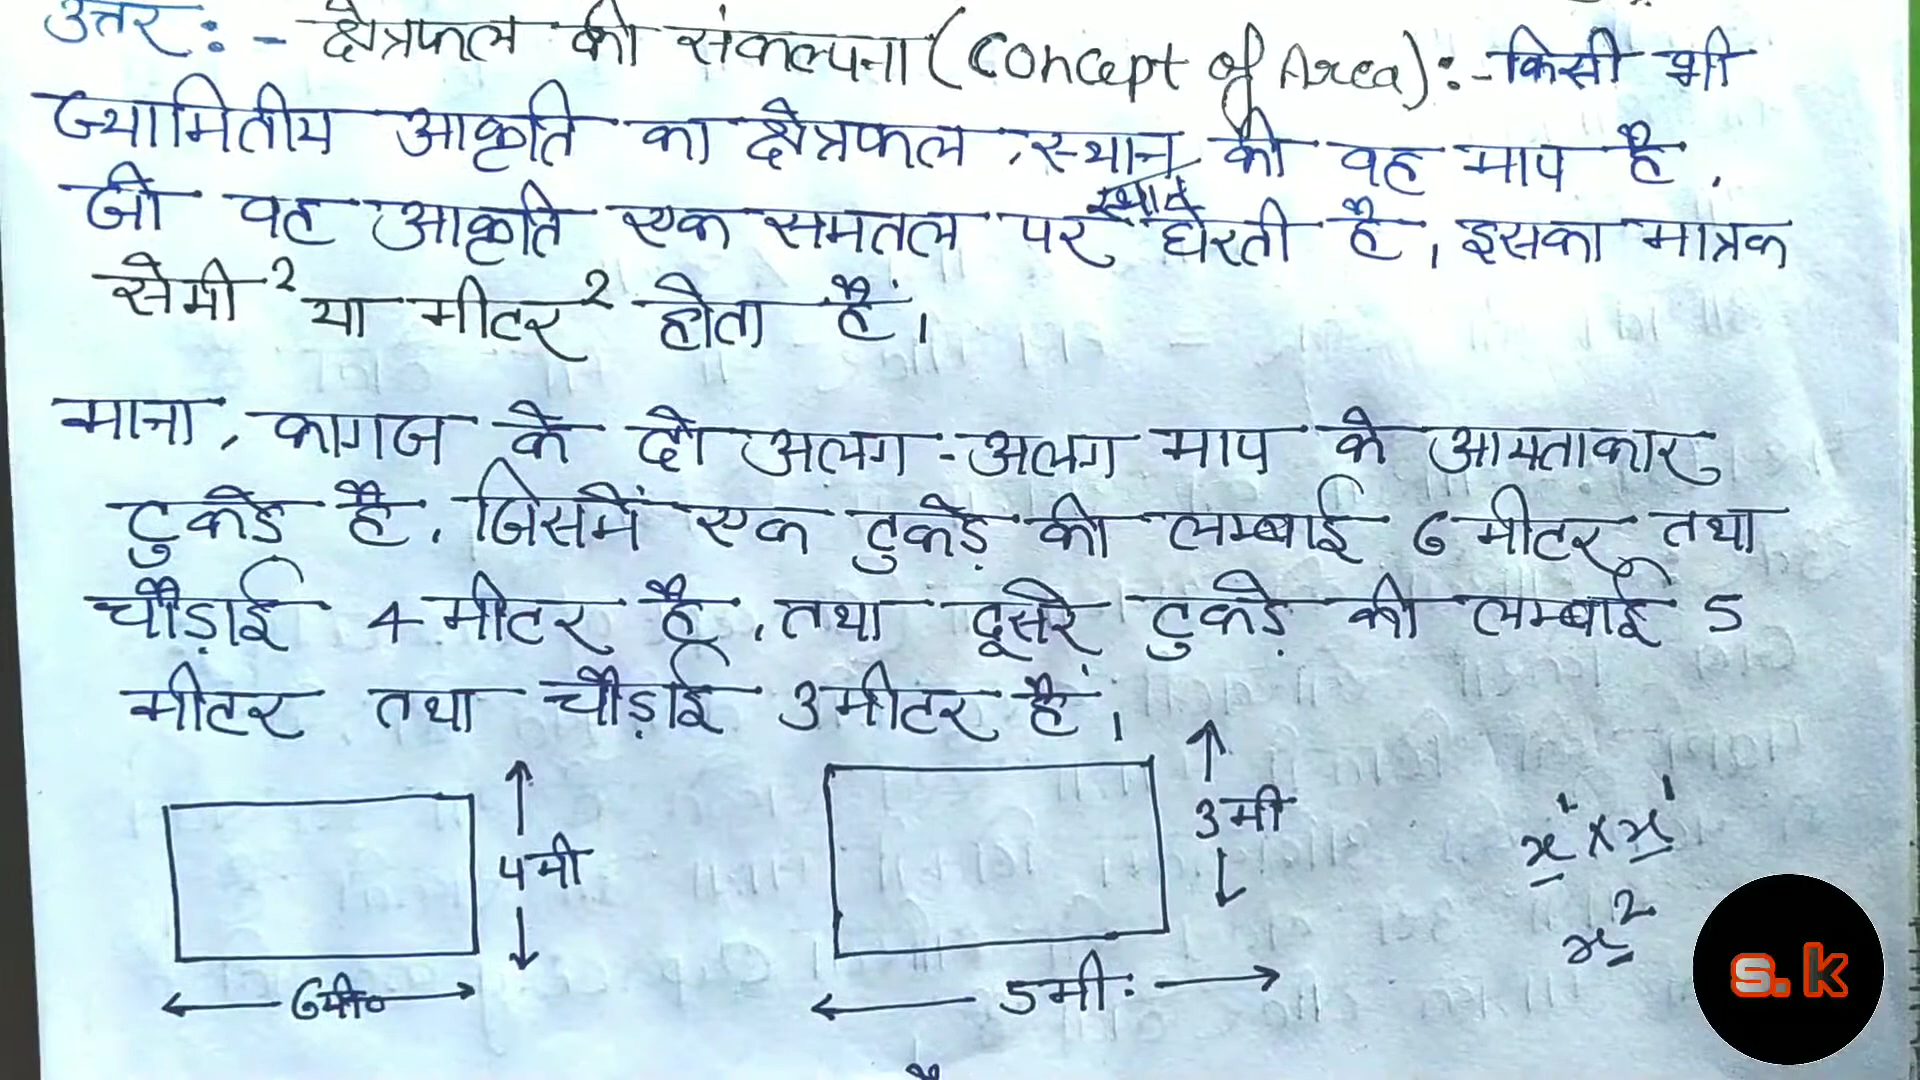 उत्तर :- क्षैत्रफल की संकल्पना (Concept of Area) :- किसी भी
ज्यामितीय आकृति का क्षैत्रफल, स्थान की वह माप है,
जो वह आकृति एक समतल पर स्थान घेरती है, इसका मात्रक
सेमी² या मीटर² होता हैं।
माना, कागज के दो अलग-अलग माप के आयताकार
टुकडे है, जिसमें एक टुकड़े की लम्बाई 6 मीटर तथा
चौड़ाई 4 मीटर है, तथा दूसरे टुकड़े की लम्बाई 5
मीटर तथा चौड़ाई 3 मीटर हैं।
4मी
6मी०
3मी
5मी:
x¹ × x¹
x²
s. k